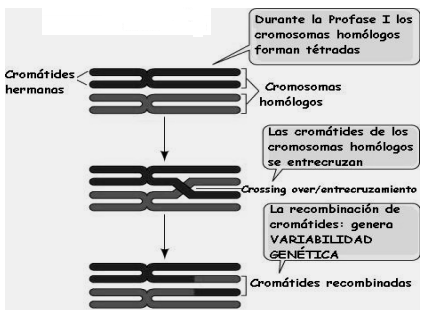 Durante la Profase I los
cromosomas homólogos
forman tétradas
Cromátides
hermanas
Cromosomas
homólogos
Las cromátides de los
cromosomas homólogos
se entrecruzan
Crossing over/entrecruzamiento
La recombinación de
cromátides: genera
VARIABILIDAD
GENÉTICA
Cromátides recombinadas